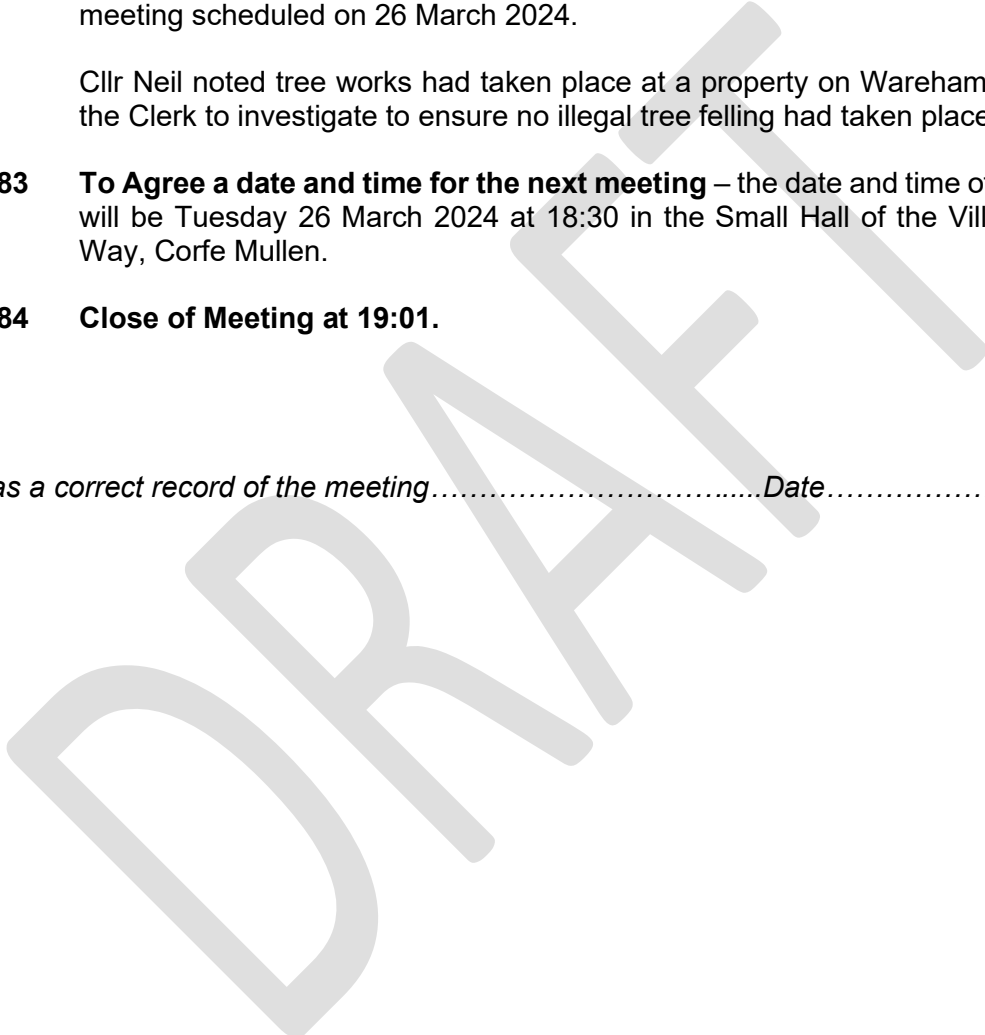 meeting scheduled on 26 March 2024.
Cllr Neil noted tree works had taken place at a property on Wareham
the Clerk to investigate to ensure no illegal tree felling had taken place
83 To Agree a date and time for the next meeting – the date and time of
will be Tuesday 26 March 2024 at 18:30 in the Small Hall of the Vill
Way, Corfe Mullen.
84 Close of Meeting at 19:01.
as a correct record of the meeting…………………………......Date……………
DRAFT